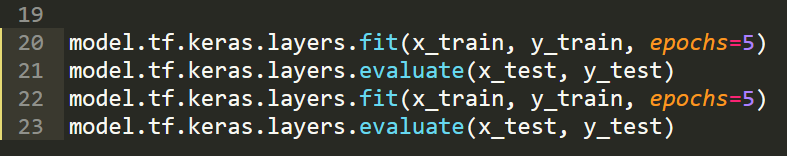 19
20 model.tf.keras.layers.fit(x_train, y_train, epochs=5)
21 model.tf.keras.layers.evaluate(x_test, y_test)
22 model.tf.keras.layers.fit(x_train, y_train, epochs=5)
23 model.tf.keras.layers.evaluate(x_test, y_test)